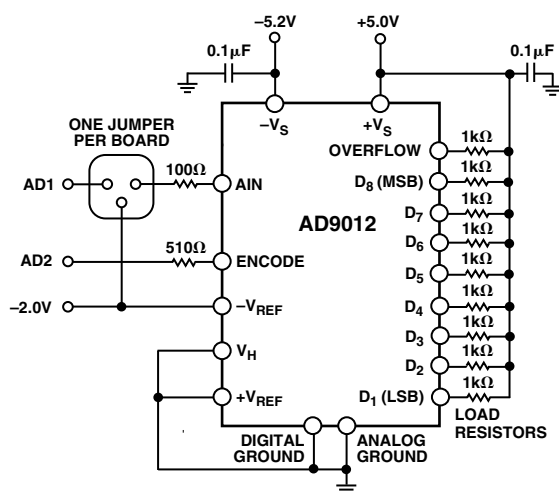 –5.2V
+5.0V
0.1µF
0.1µF
–VS
+VS
ONE JUMPER
PER BOARD
AD1
100Ω
AIN
AD2
510Ω
ENCODE
–2.0V
–VREF
VH
+VREF
AD9012
OVERFLOW
1kΩ
D8 (MSB)
1kΩ
D7
1kΩ
D6
1kΩ
D5
1kΩ
D4
1kΩ
D3
1kΩ
D2
1kΩ
D1 (LSB)
1kΩ
LOAD
RESISTORS
DIGITAL
GROUND
ANALOG
GROUND